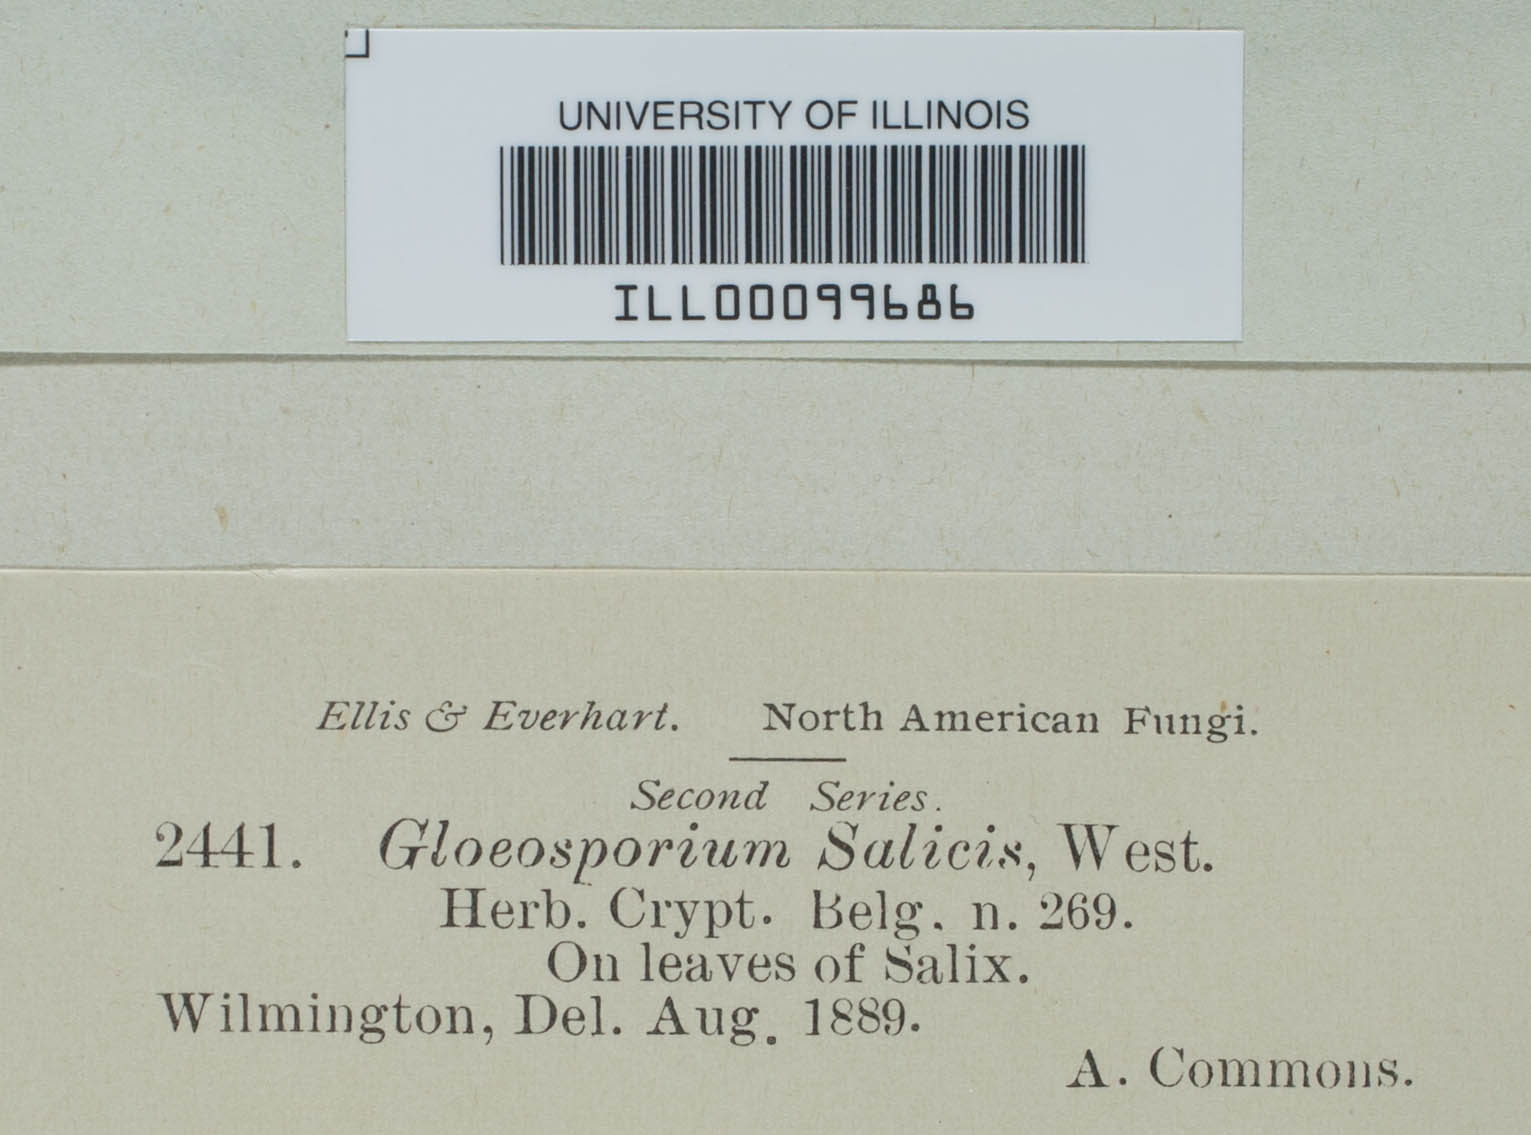 UNIVERSITY OF ILLINOIS
ILL00099686
Ellis & Everhart. North American Fungi.
Second Series.
2441. Gloeosporium Salicis, West.
Herb. Crypt. Belg. n. 269.
On leaves of Salix.
Wilmington, Del. Aug. 1889.
A. Commons.